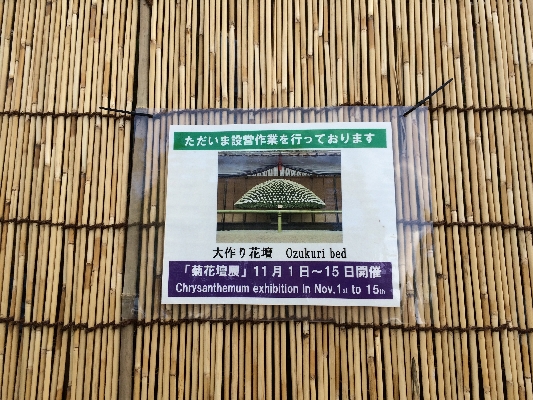 ただいま設営作業を行っております
大作り花壇　Ozukuri bed
「菊花壇展」11月1日～15日開催
Chrysanthemum exhibition in Nov.1st to 15th